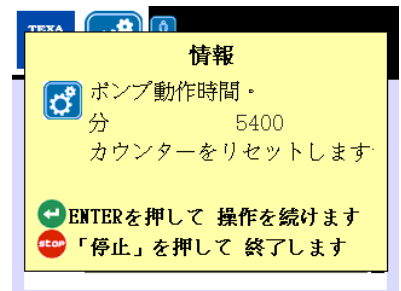 TEXA
情報
ポンプ動作時間・
分 5400
カウンターをリセットします
ENTERを押して 操作を続けます
STOP
「停止」を押して 終了します